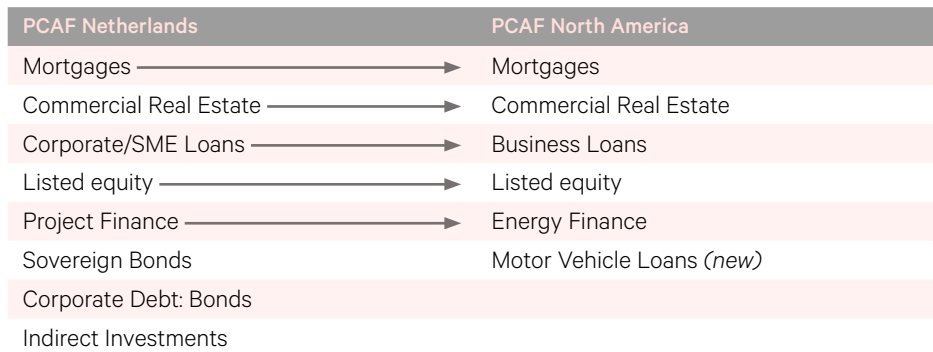 PCAF Netherlands PCAF North America
Mortgages Mortgages
Commercial Real Estate Commercial Real Estate
Corporate/SME Loans Business Loans
Listed equity Listed equity
Project Finance Energy Finance
Sovereign Bonds Motor Vehicle Loans (new)
Corporate Debt: Bonds
Indirect Investments